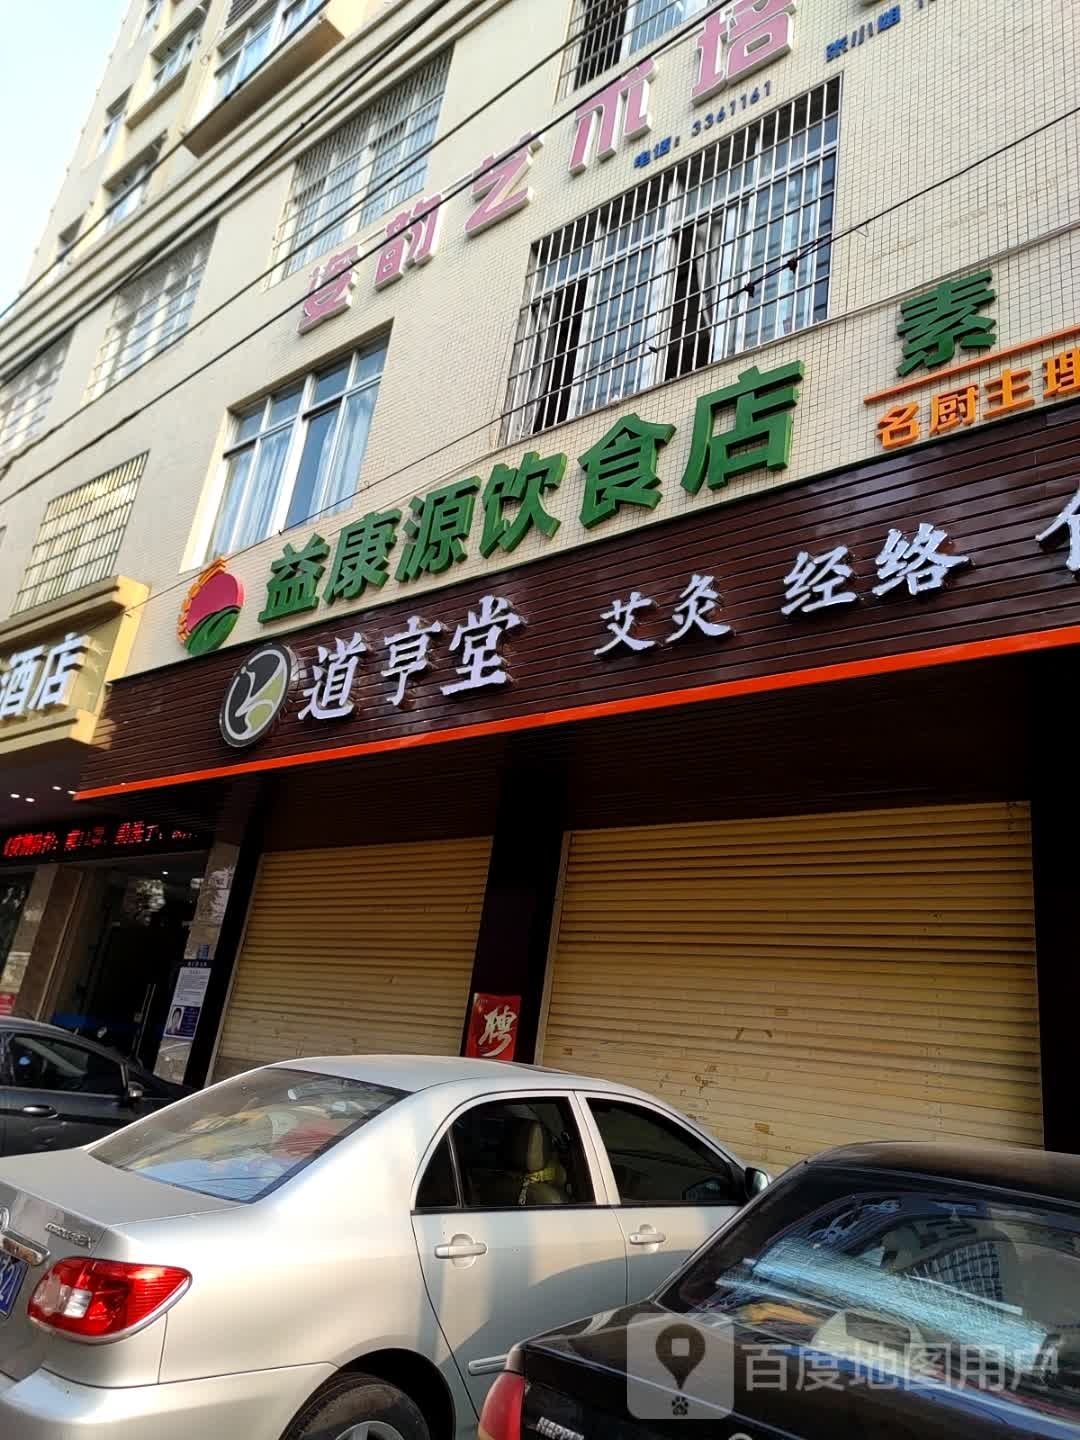 姿韵艺术培
电话：3361161
益康源饮食店
素
名厨主理
道亨堂 艾灸 经络
酒店
聘
百度地图用户